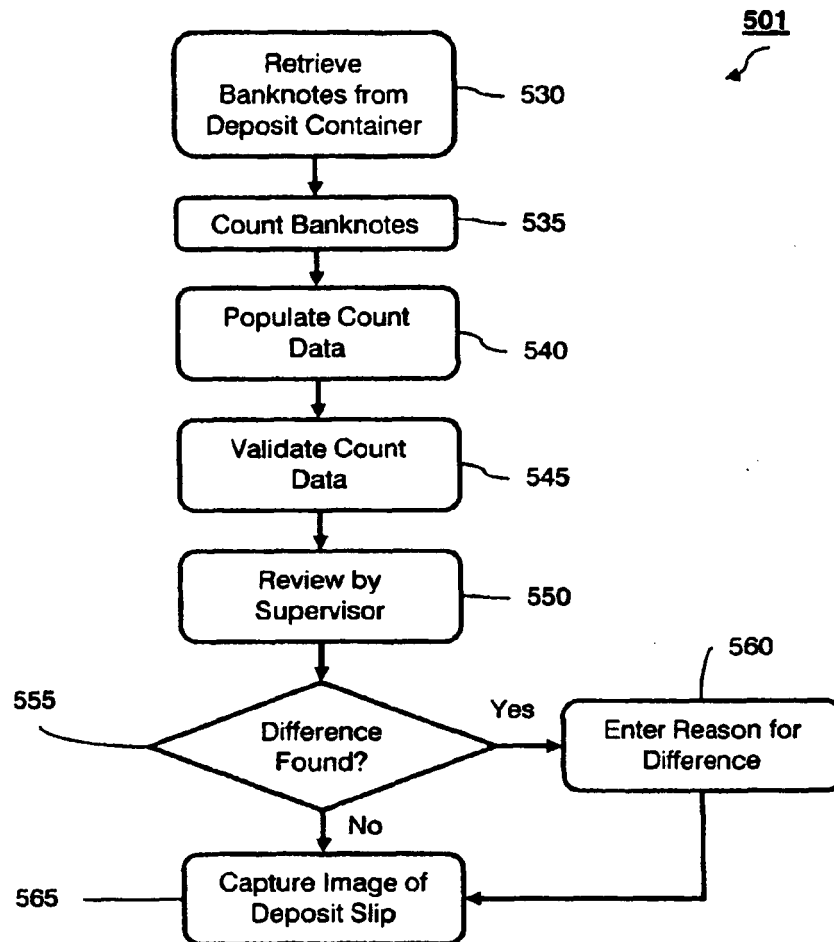 501
Retrieve
Banknotes from
Deposit Container
530
Count Banknotes
535
Populate Count
Data
540
Validate Count
Data
545
Review by
Supervisor
550
560
555
Difference
Found?
Yes
Enter Reason for
Difference
No
565
Capture Image of
Deposit Slip